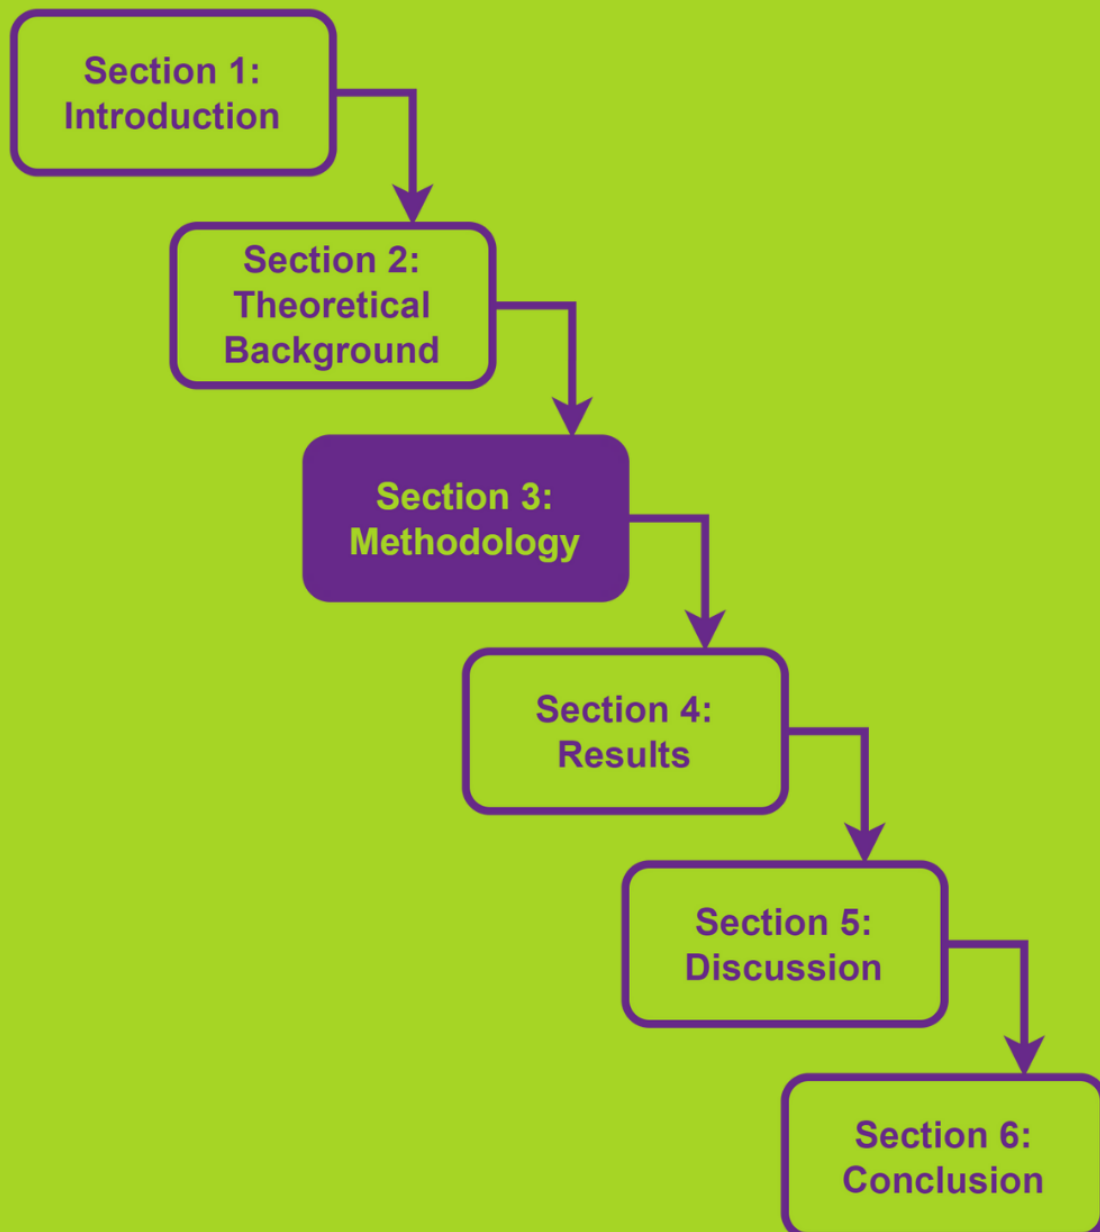 Section 1:
Introduction
Section 2:
Theoretical
Background
Section 3:
Methodology
Section 4:
Results
Section 5:
Discussion
Section 6:
Conclusion